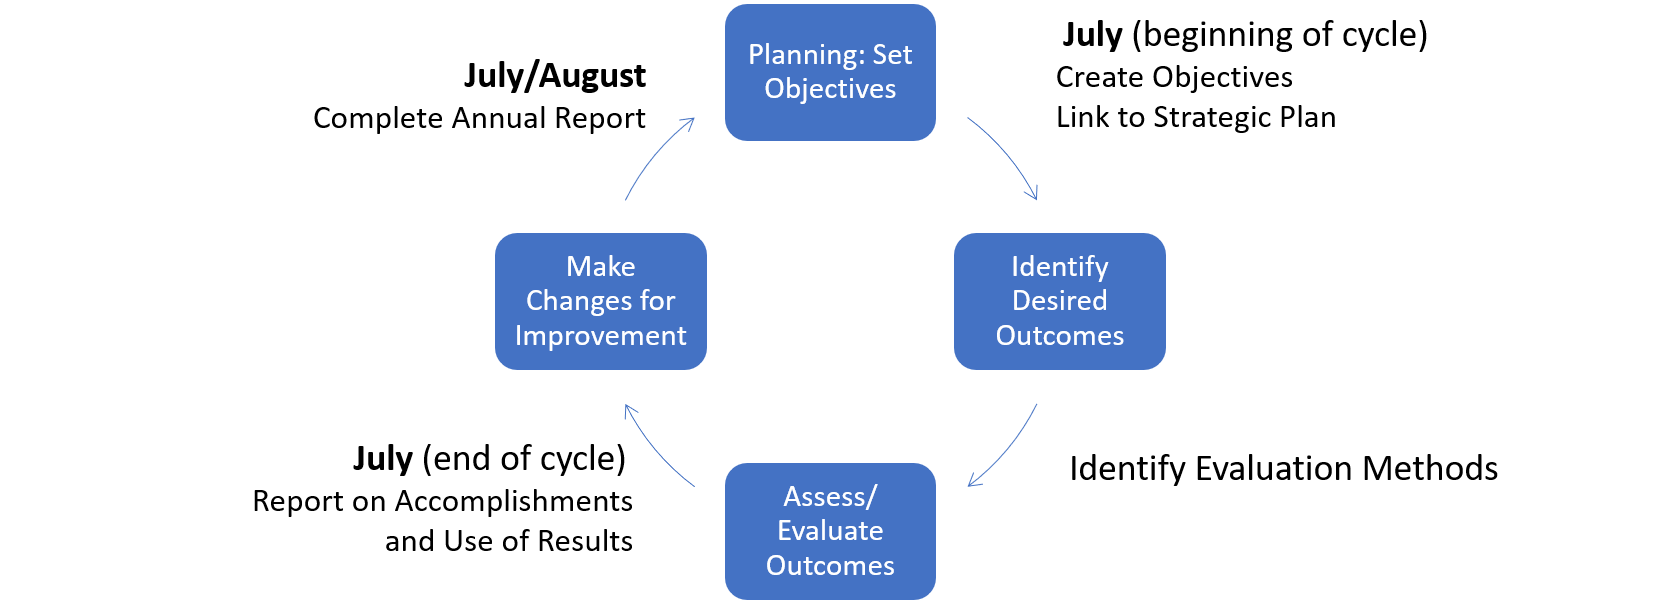 Planning: Set
Objectives
July (beginning of cycle)
Create Objectives
Link to Strategic Plan
Identify
Desired
Outcomes
Identify Evaluation Methods
Assess/
Evaluate
Outcomes
July (end of cycle)
Report on Accomplishments
and Use of Results
Make
Changes for
Improvement
July/August
Complete Annual Report